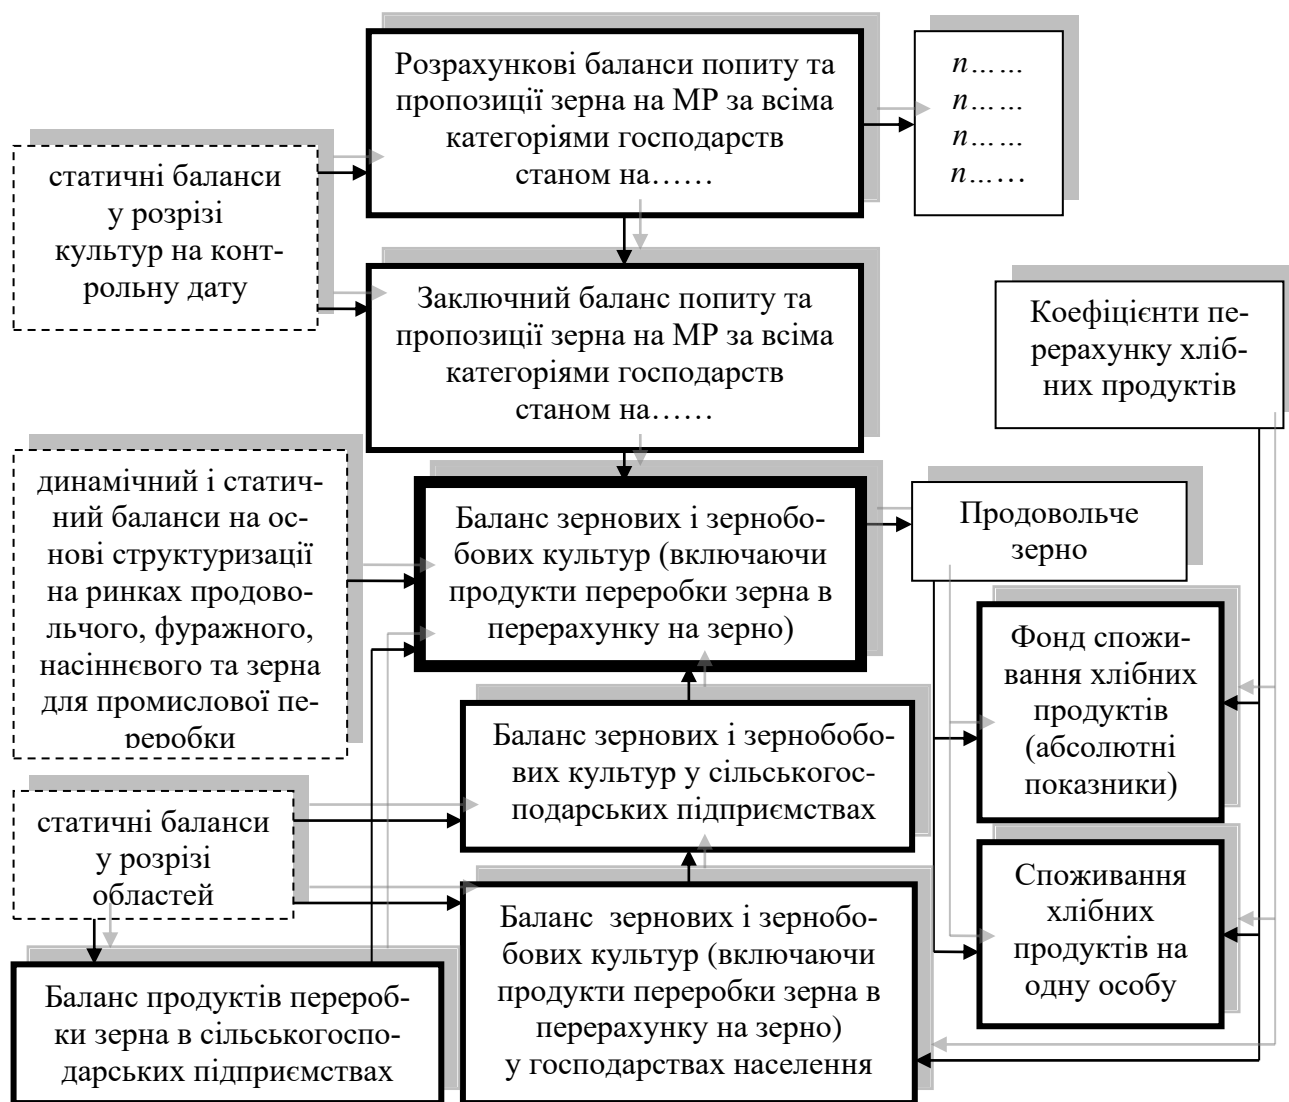 Розрахункові баланси попиту та
пропозиції зерна на МР за всіма
категоріями господарств
станом на……
n……
n……
n……
n……
статичні баланси
у розрізі
культур на конт-
рольну дату
Заключний баланс попиту та
пропозиції зерна на МР за всіма
категоріями господарств
станом на……
Коефіцієнти пе-
рерахунку хліб-
них продуктів
динамічний і статич-
ний баланси на ос-
нові структуризації
на ринках продово-
льчого, фуражного,
насіннєвого та зерна
для промислової пе-
реробки
Баланс зернових і зернобо-
бових культур (включаючи
продукти переробки зерна в
перерахунку на зерно)
Продовольче
зерно
Фонд спожи-
вання хлібних
продуктів
(абсолютні
показники)
Баланс зернових і зернобобо-
вих культур у сільськогос-
подарських підприємствах
статичні баланси
у розрізі
областей
Споживання
хлібних
продуктів на
одну особу
Баланс продуктів перероб-
ки зерна в сільськогоспо-
дарських підприємствах
Баланс зернових і зернобо-
бових культур (включаючи
продукти переробки зерна в
перерахунку на зерно)
у господарствах населення